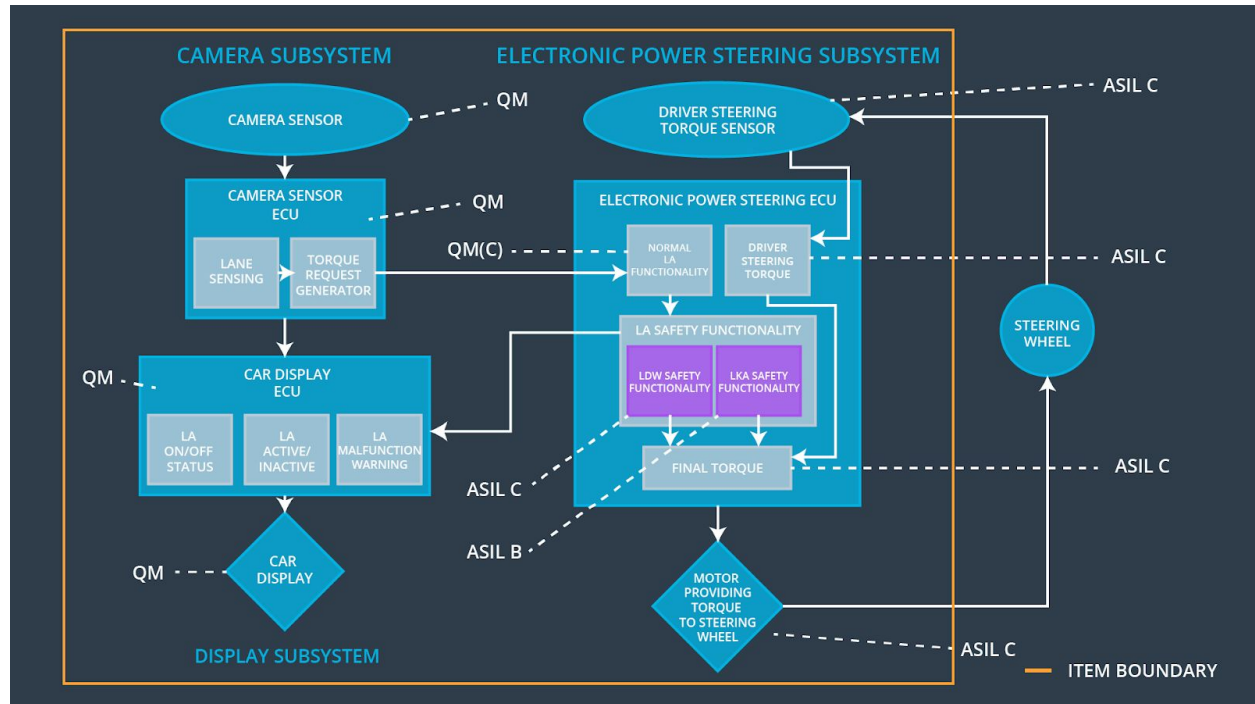 CAMERA SUBSYSTEM
ELECTRONIC POWER STEERING SUBSYSTEM
CAMERA SENSOR
QM
DRIVER STEERING
TORQUE SENSOR
ASIL C
CAMERA SENSOR
ECU
QM
LANE
SENSING
TORQUE
REQUEST
GENERATOR
ELECTRONIC POWER STEERING ECU
QM(C)
NORMAL
LA
FUNCTIONALITY
DRIVER
STEERING
TORQUE
ASIL C
LA SAFETY FUNCTIONALITY
LDW SAFETY
FUNCTIONALITY
LKA SAFETY
FUNCTIONALITY
STEERING
WHEEL
QM
CAR DISPLAY
ECU
LA
ON/OFF
STATUS
LA
ACTIVE/
INACTIVE
LA
MALFUNCTION
WARNING
FINAL TORQUE
ASIL C
ASIL C
ASIL B
QM
CAR
DISPLAY
MOTOR
PROVIDING
TORQUE
TO STEERING
WHEEL
ASIL C
DISPLAY SUBSYSTEM
ITEM BOUNDARY